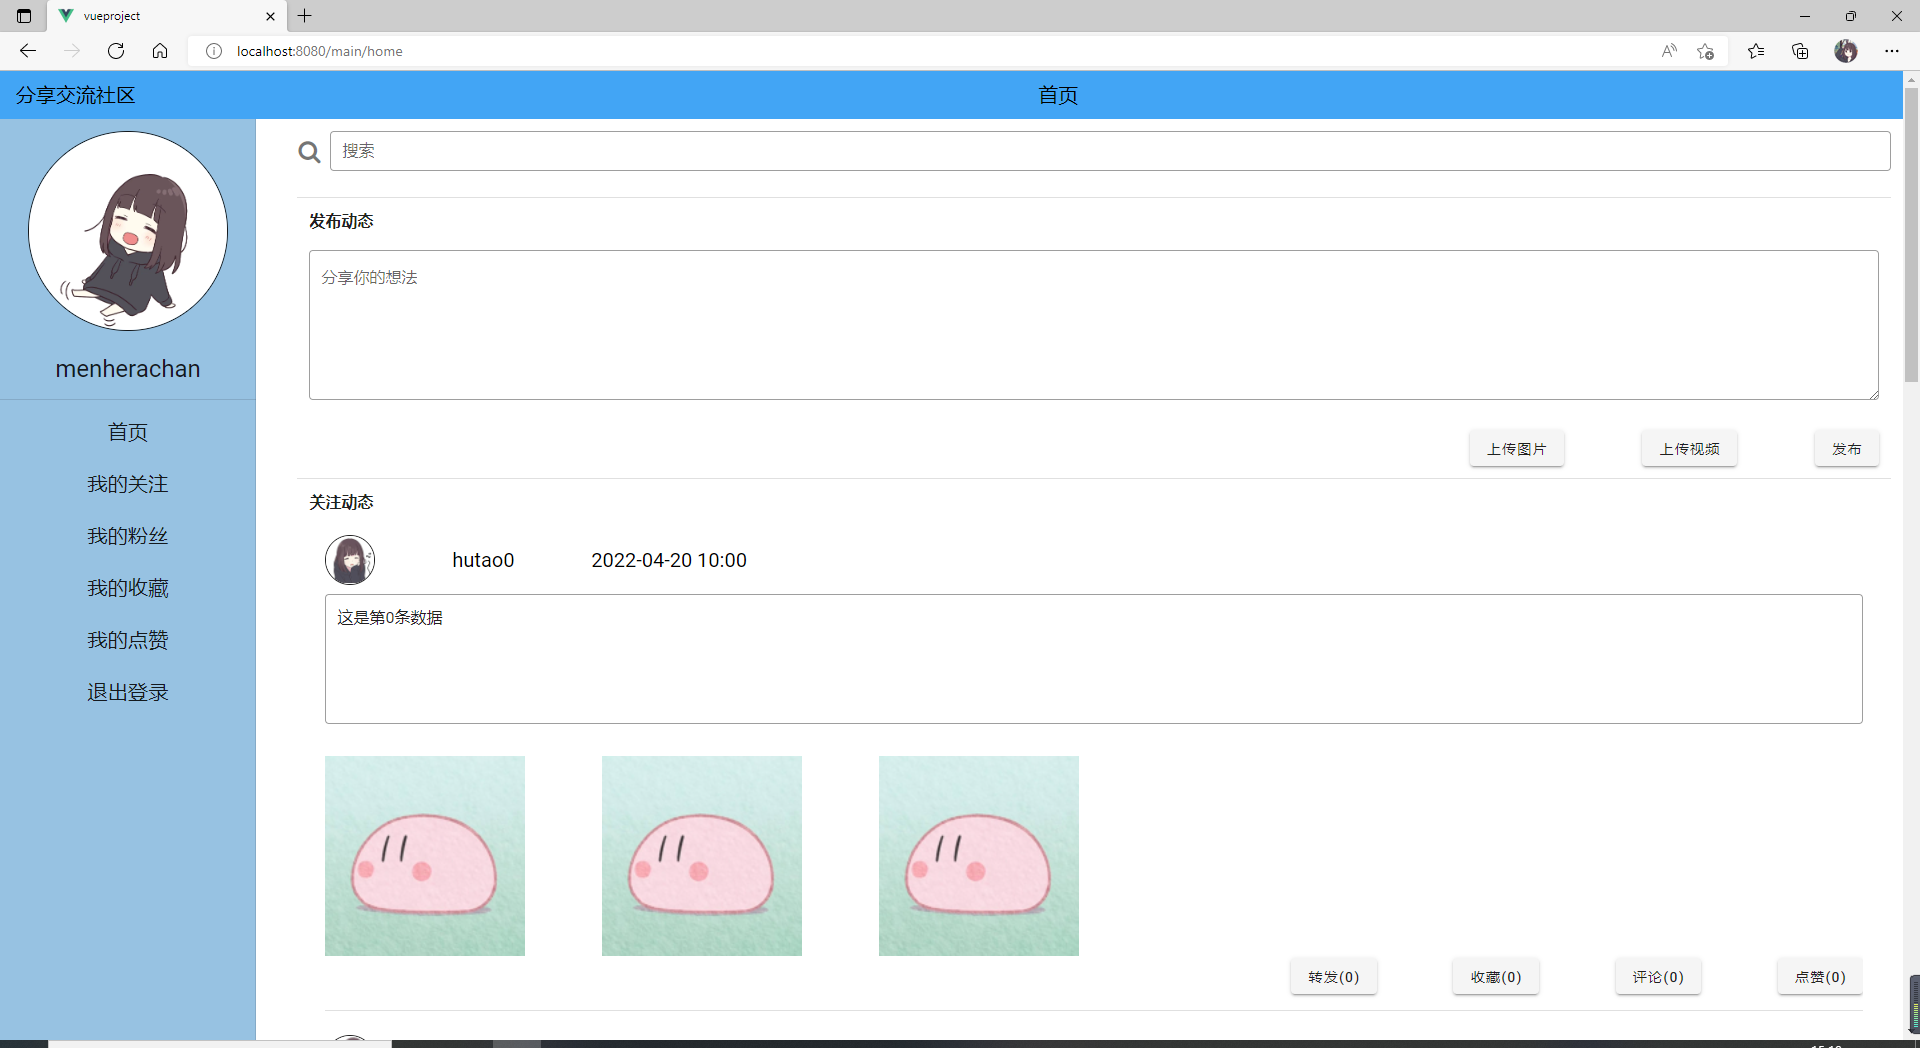 vueproject
localhost:8080/main/home
分享交流社区
首页
搜索
menherachan
首页
我的关注
我的粉丝
我的收藏
我的点赞
退出登录
发布动态
分享你的想法
上传图片
上传视频
发布
关注动态
hutao0
2022-04-20 10:00
这是第0条数据
转发(0)
收藏(0)
评论(0)
点赞(0)